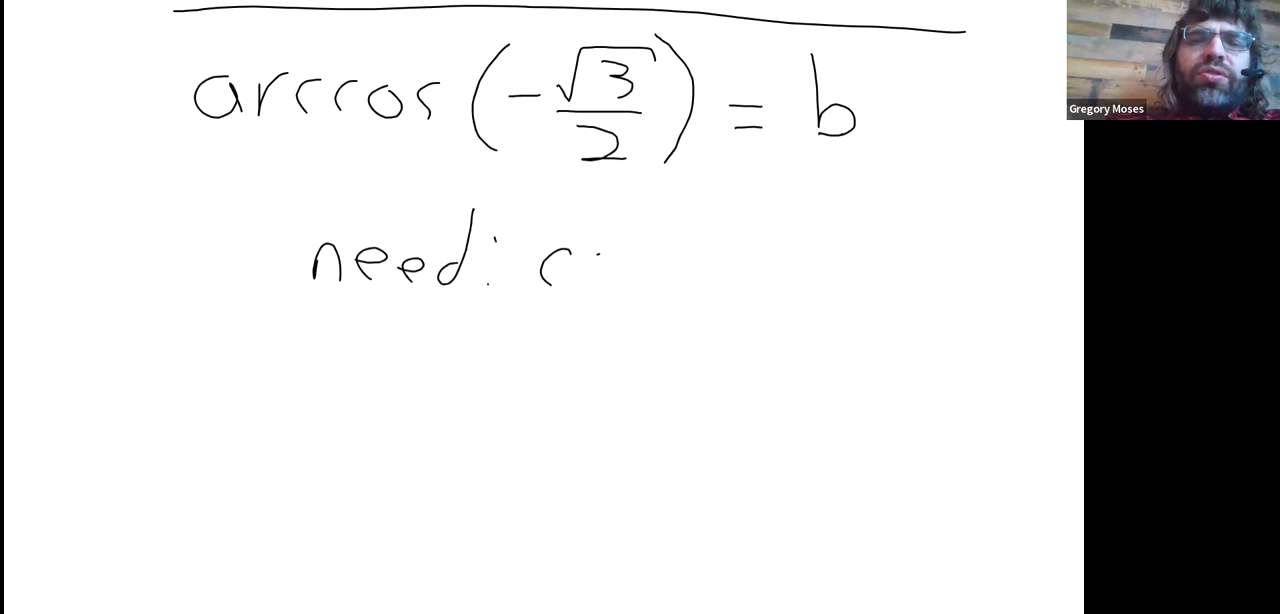 arccos(-√3/2) = b
Gregory Moses
need: c